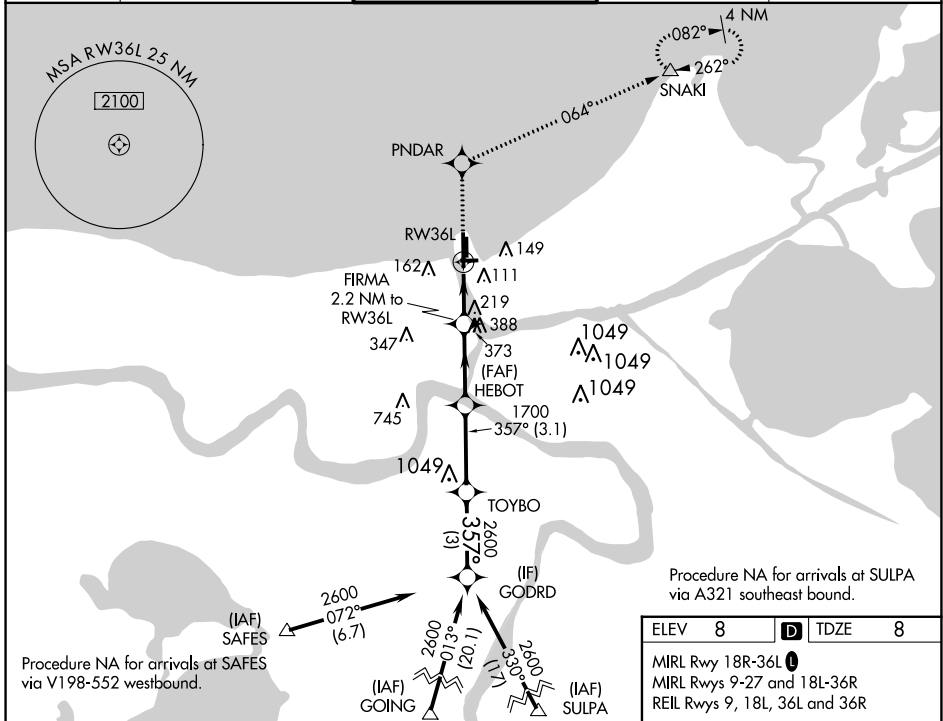 MSA RW36L 25 NM
2100
4 NM
082°
262°
SNAKI
064°
PNDAR
RW36L
149
162
111
FIRMA
2.2 NM to
RW36L
219
388
347
373
1049
1049
1049
(FAF)
HEBOT
745
1700
357° (3.1)
1049
TOYBO
2600
357°
(3)
(IF)
GODRD
Procedure NA for arrivals at SULPA
via A321 southeast bound.
2600
072°
(6.7)
(IAF)
SAFES
Procedure NA for arrivals at SAFES
via V198-552 westbound.
2600
013°
(20.1)
2600
330°
(17)
(IAF)
GOING
(IAF)
SULPA
ELEV 8 D TDZE 8
MIRL Rwy 18R-36L L
MIRL Rwys 9-27 and 18L-36R
REIL Rwys 9, 18L, 36L and 36R